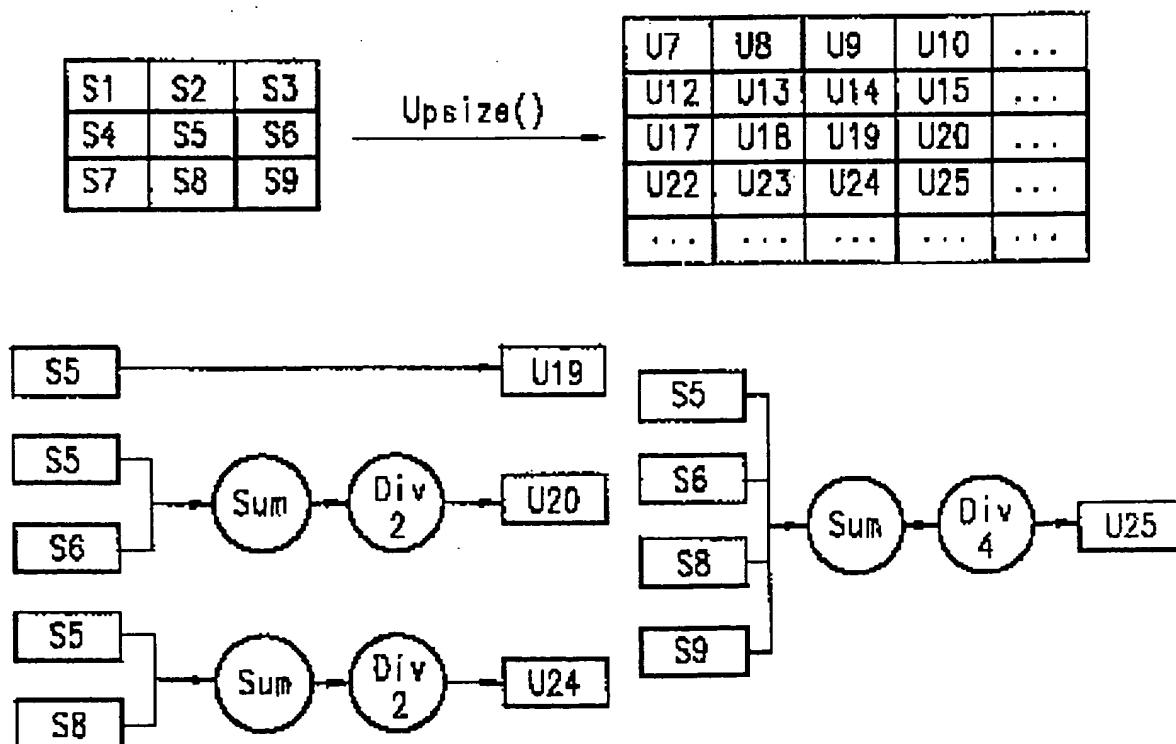 S1 S2 S3
S4 S5 S6
S7 S8 S9
Upsize()
U7 U8 U9 U10 ...
U12 U13 U14 U15 ...
U17 U18 U19 U20 ...
U22 U23 U24 U25 ...
... ... ... ... ...
S5 U19
S5
S6
Sum
Div 2
U20
S5
S8
Sum
Div 2
U24
S5
S6
S8
S9
Sum
Div 4
U25